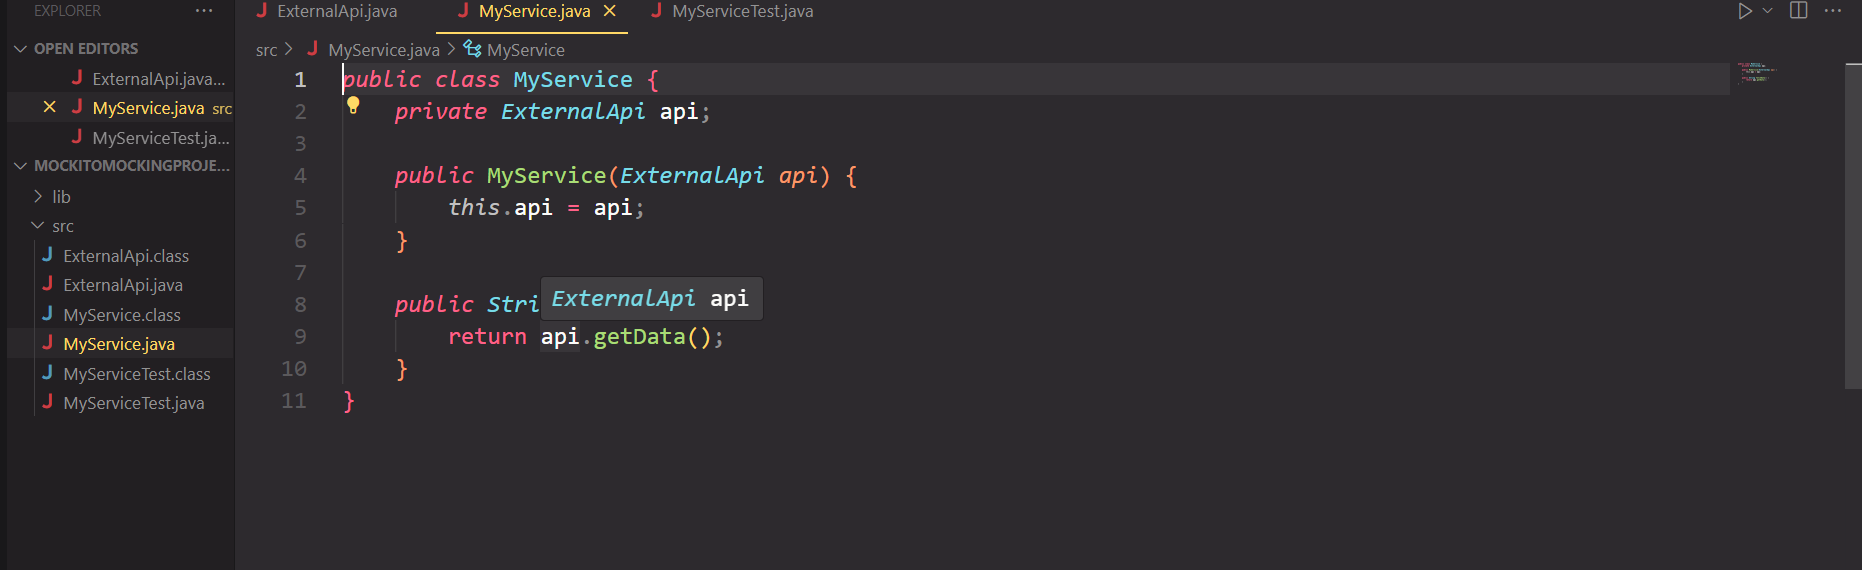 EXPLORER ···
OPEN EDITORS
ExternalApi.java...
MyService.java src
MyServiceTest.ja...
MOCKITOMOCKINGPROJE...
lib
src
ExternalApi.class
ExternalApi.java
MyService.class
MyService.java
MyServiceTest.class
MyServiceTest.java
ExternalApi.java MyService.java MyServiceTest.java
src > MyService.java > MyService
1 public class MyService {
2 private ExternalApi api;
3
4 public MyService(ExternalApi api) {
5 this.api = api;
6 }
7
8 public Stri
ExternalApi api
9 return api.getData();
10 }
11 }